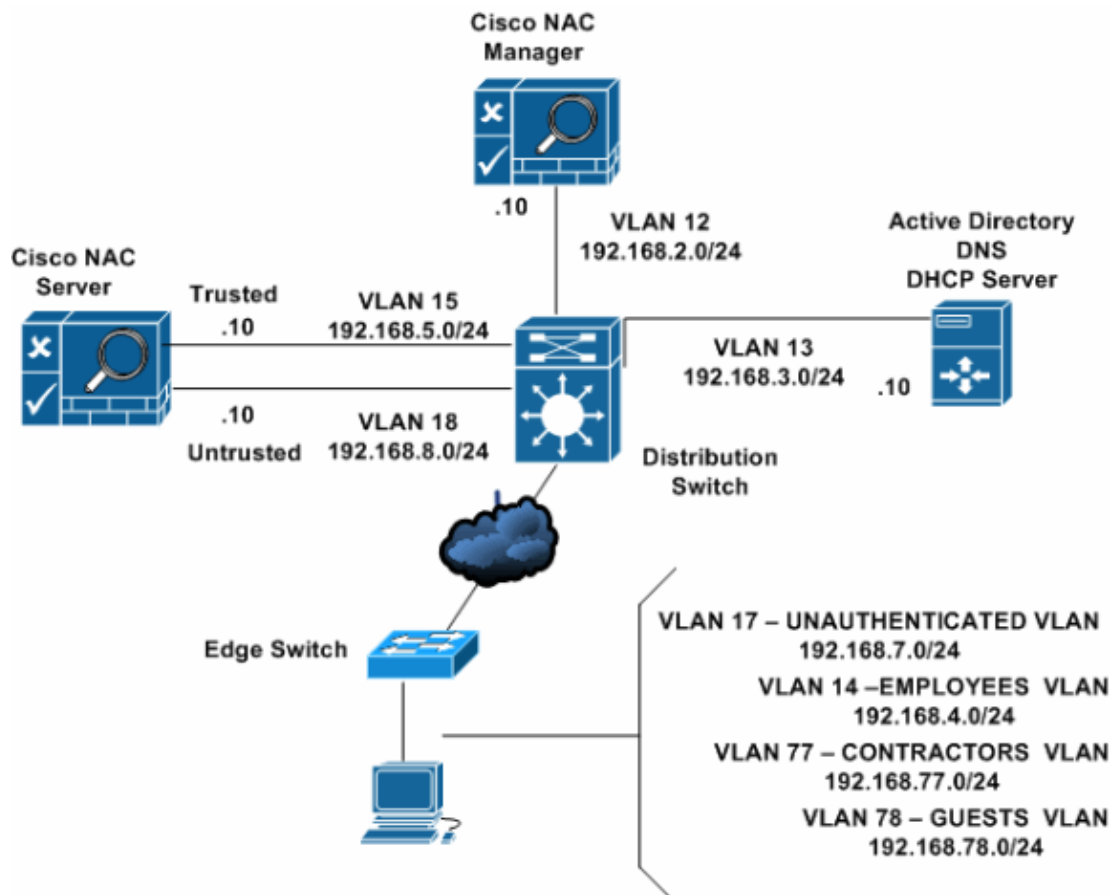 Cisco NAC
Manager
.10
VLAN 12
192.168.2.0/24
Active Directory
DNS
DHCP Server
Cisco NAC
Server
Trusted
.10
VLAN 15
192.168.5.0/24
VLAN 13
192.168.3.0/24
.10
.10
Untrusted
VLAN 18
192.168.8.0/24
Distribution
Switch
Edge Switch
VLAN 17 – UNAUTHENTICATED VLAN
192.168.7.0/24
VLAN 14 –EMPLOYEES VLAN
192.168.4.0/24
VLAN 77 – CONTRACTORS VLAN
192.168.77.0/24
VLAN 78 – GUESTS VLAN
192.168.78.0/24